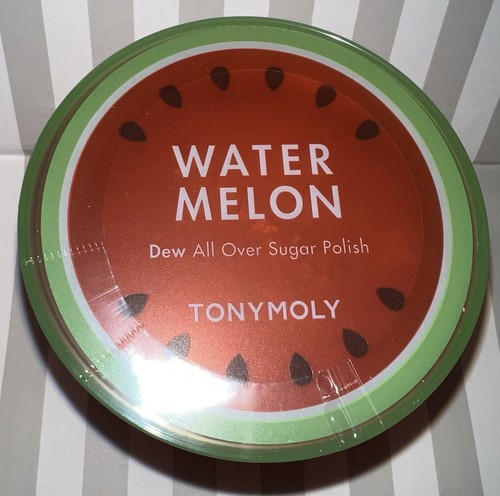 WATER
MELON
Dew All Over Sugar Polish
TONYMOLY